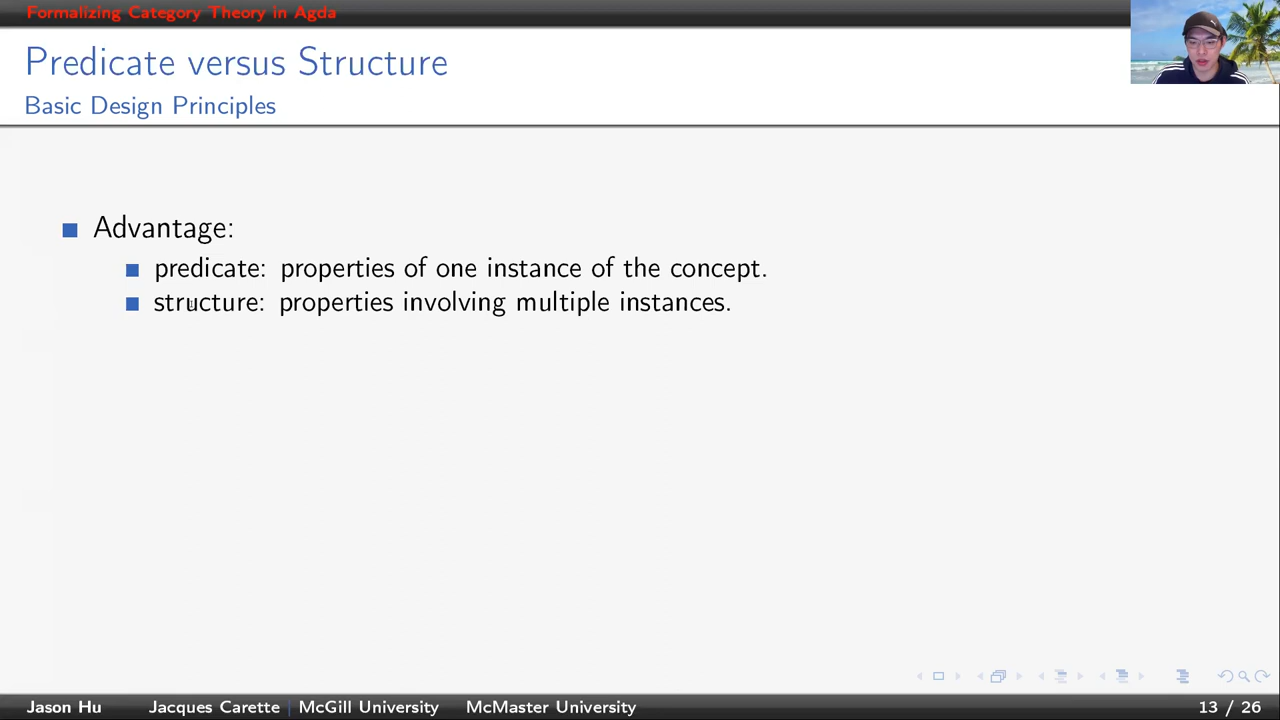 Formalizing Category Theory in Agda
Predicate versus Structure
Basic Design Principles
Advantage:
predicate: properties of one instance of the concept.
structure: properties involving multiple instances.
Jason Hu Jacques Carette McGill University McMaster University 13 / 26